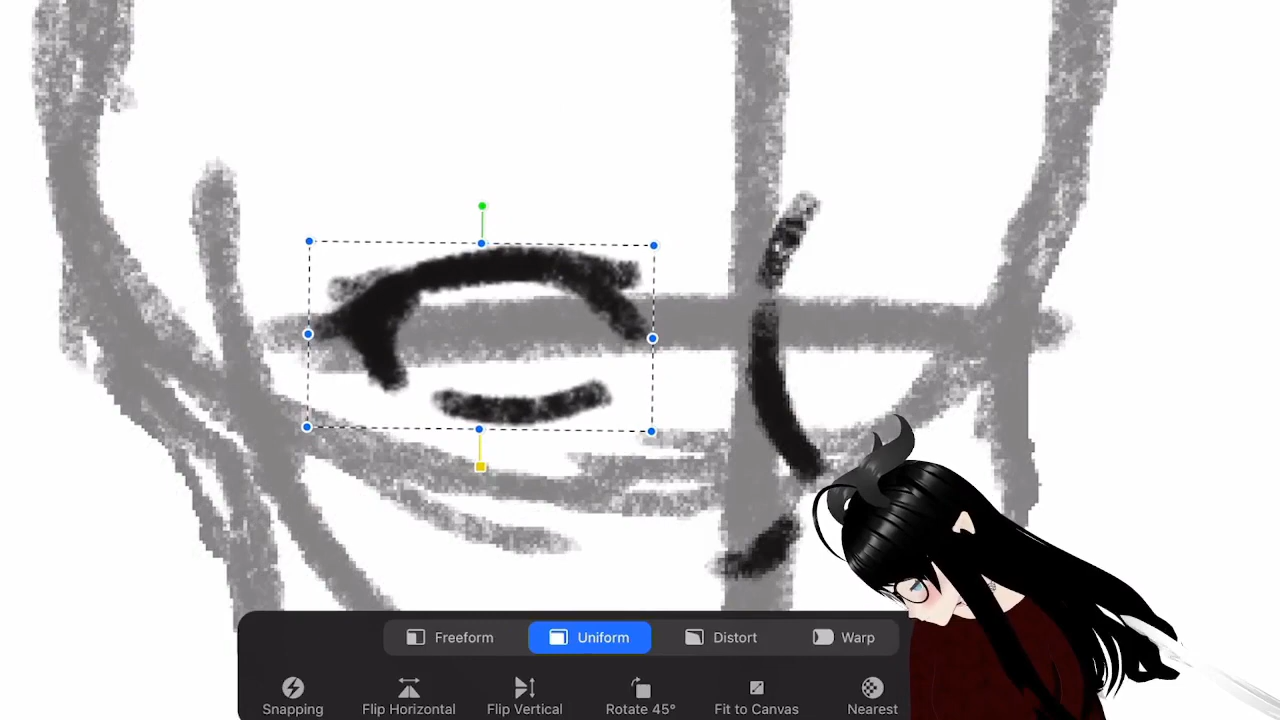 Freeform Uniform Distort Warp
Snapping Flip Horizontal Flip Vertical Rotate 45° Fit to Canvas Nearest